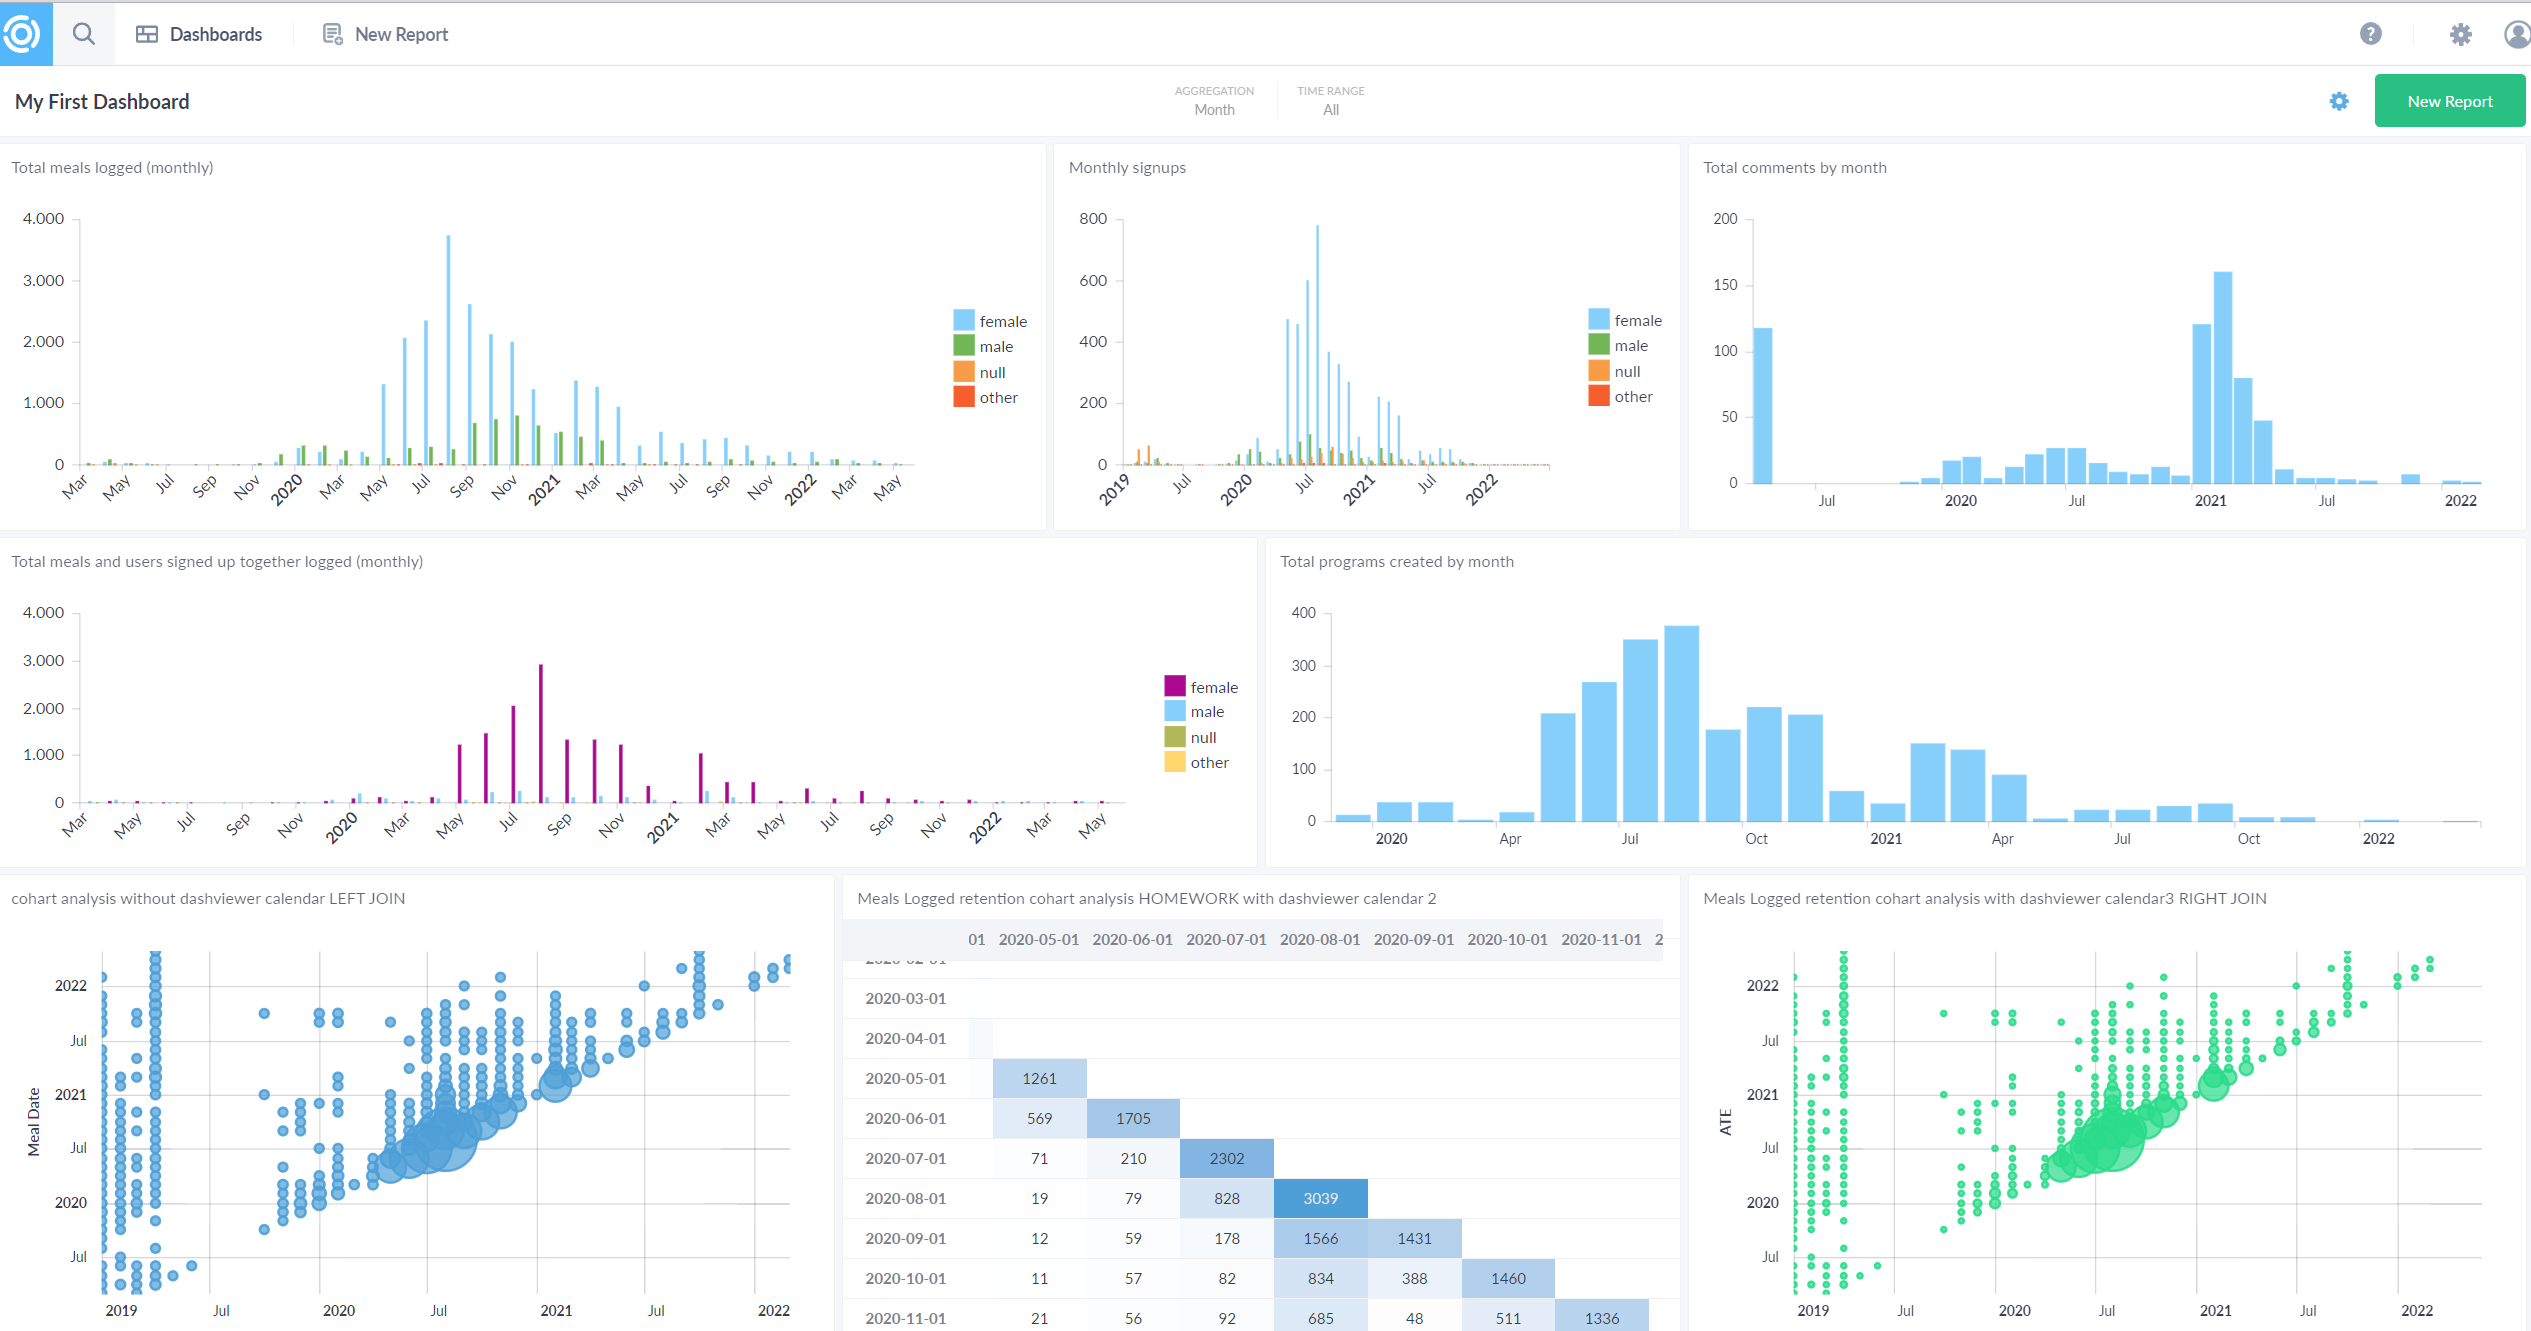 Dashboards
New Report
My First Dashboard
AGGREGATION
Month
TIME RANGE
All
New Report
Total meals logged (monthly)
4.000
3.000
2.000
1.000
0
Mar May Jul Sep Nov 2020 Mar May Jul Sep Nov 2021 Mar May Jul Sep Nov 2022 Mar May
female
male
null
other
Monthly signups
800
600
400
200
0
2019 Jul 2020 Jul 2021 Jul 2022
female
male
null
other
Total comments by month
200
150
100
50
0
Jul 2020 Jul 2021 Jul 2022
Total meals and users signed up together logged (monthly)
4.000
3.000
2.000
1.000
0
Mar May Jul Sep Nov 2020 Mar May Jul Sep Nov 2021 Mar May Jul Sep Nov 2022 Mar May
female
male
null
other
Total programs created by month
400
300
200
100
0
2020 Apr Jul Oct 2021 Apr Jul Oct 2022
cohart analysis without dashviewer calendar LEFT JOIN
Meal Date
2022
Jul
2021
Jul
2020
Jul
2019 Jul 2020 Jul 2021 Jul 2022
Meals Logged retention cohart analysis HOMEWORK with dashviewer calendar 2
01 2020-05-01 2020-06-01 2020-07-01 2020-08-01 2020-09-01 2020-10-01 2020-11-01 2
2020-03-01
2020-04-01
2020-05-01 1261
2020-06-01 569 1705
2020-07-01 71 210 2302
2020-08-01 19 79 828 3039
2020-09-01 12 59 178 1566 1431
2020-10-01 11 57 82 834 388 1460
2020-11-01 21 56 92 685 48 511 1336
Meals Logged retention cohart analysis with dashviewer calendar3 RIGHT JOIN
ATE
2022
Jul
2021
Jul
2020
Jul
2019 Jul 2020 Jul 2021 Jul 2022